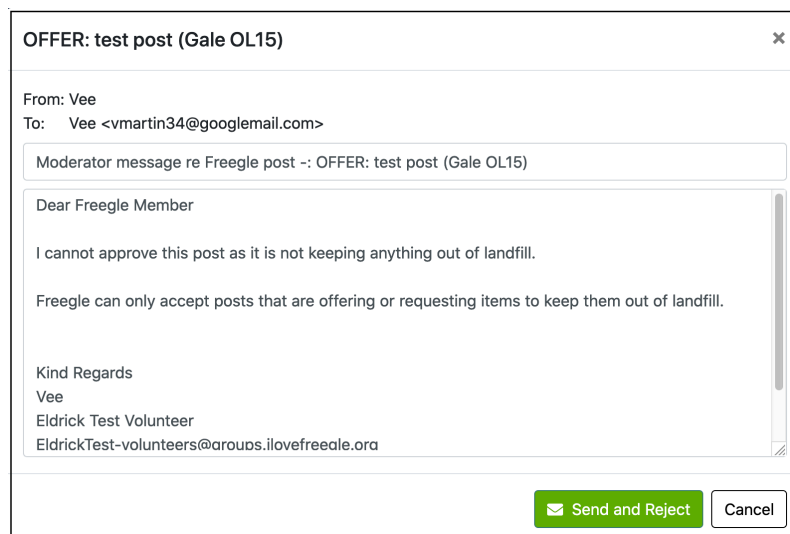 OFFER: test post (Gale OL15)
×
From: Vee
To: Vee <vmartin34@googlemail.com>
Moderator message re Freegle post -: OFFER: test post (Gale OL15)
Dear Freegle Member
I cannot approve this post as it is not keeping anything out of landfill.
Freegle can only accept posts that are offering or requesting items to keep them out of landfill.
Kind Regards
Vee
Eldrick Test Volunteer
EldrickTest-volunteers@groups.ilovefreegle.org
Send and Reject
Cancel